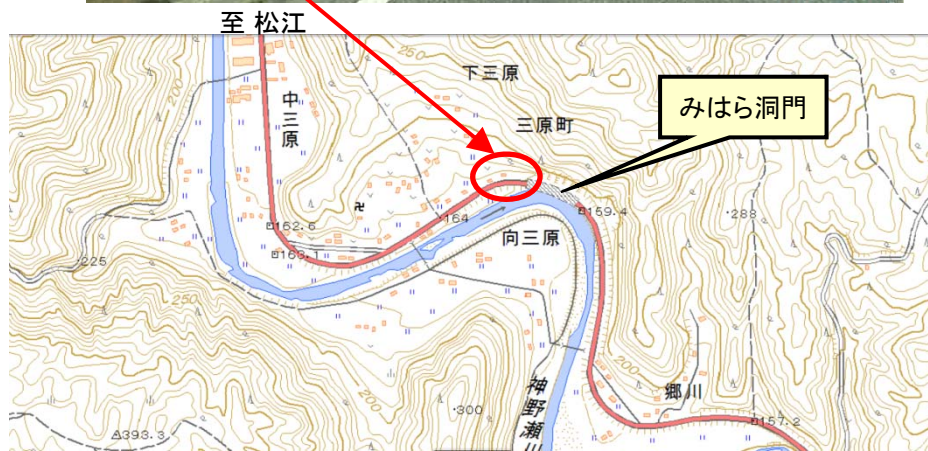 至 松江
250
下三原
200
中三原
三原町
みはら洞門
162.6
164
159.4
・288
163.1
向三原
・225
250
200
神野瀬川
郷川
・300
157.2
393.3